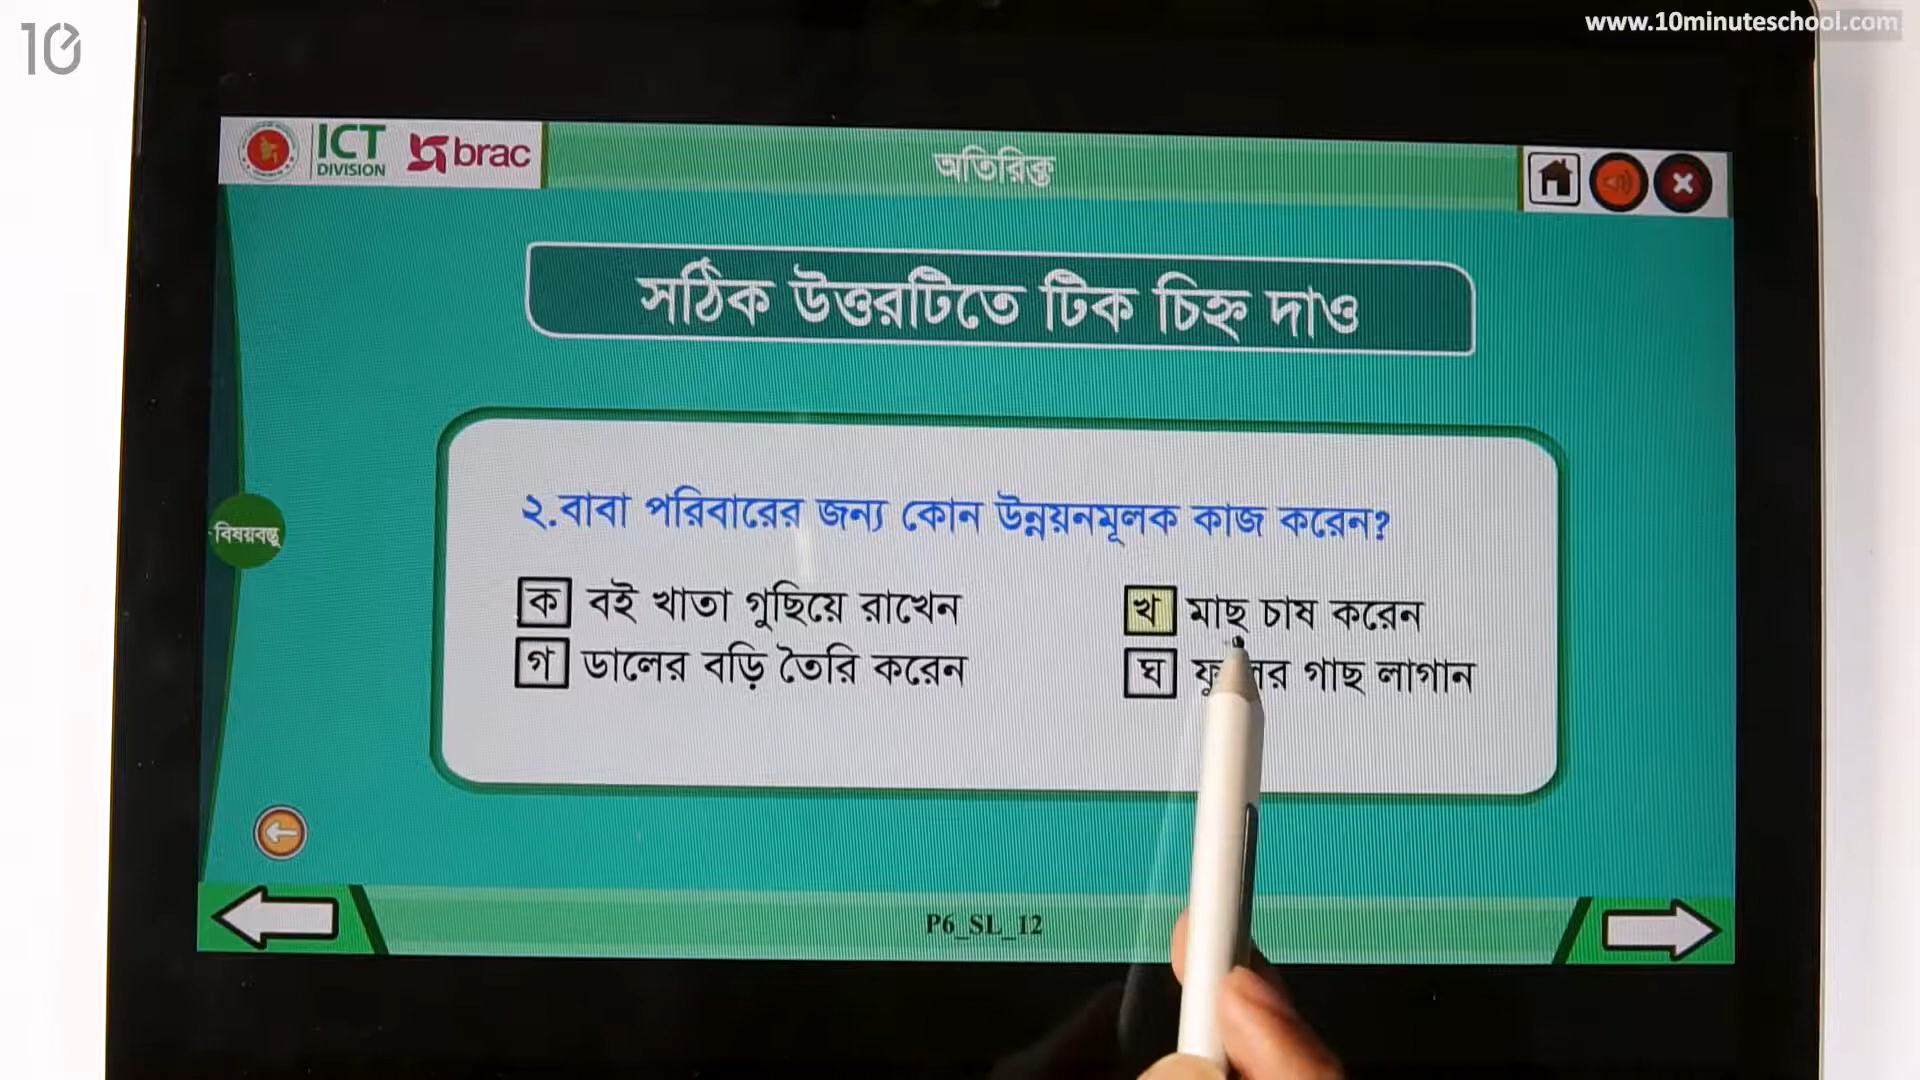 10
www.10minuteschool.com
ICT
DIVISION
brac
অতিরিক্ত
সঠিক উত্তরটিতে টিক চিহ্ন দাও
২.বাবা পরিবারের জন্য কোন উন্নয়নমূলক কাজ করেন?
ক বই খাতা গুছিয়ে রাখেন
খ মাছ চাষ করেন
গ ডালের বড়ি তৈরি করেন
ঘ গাছ লাগান
বিষয়বস্তু
P6_SL_12